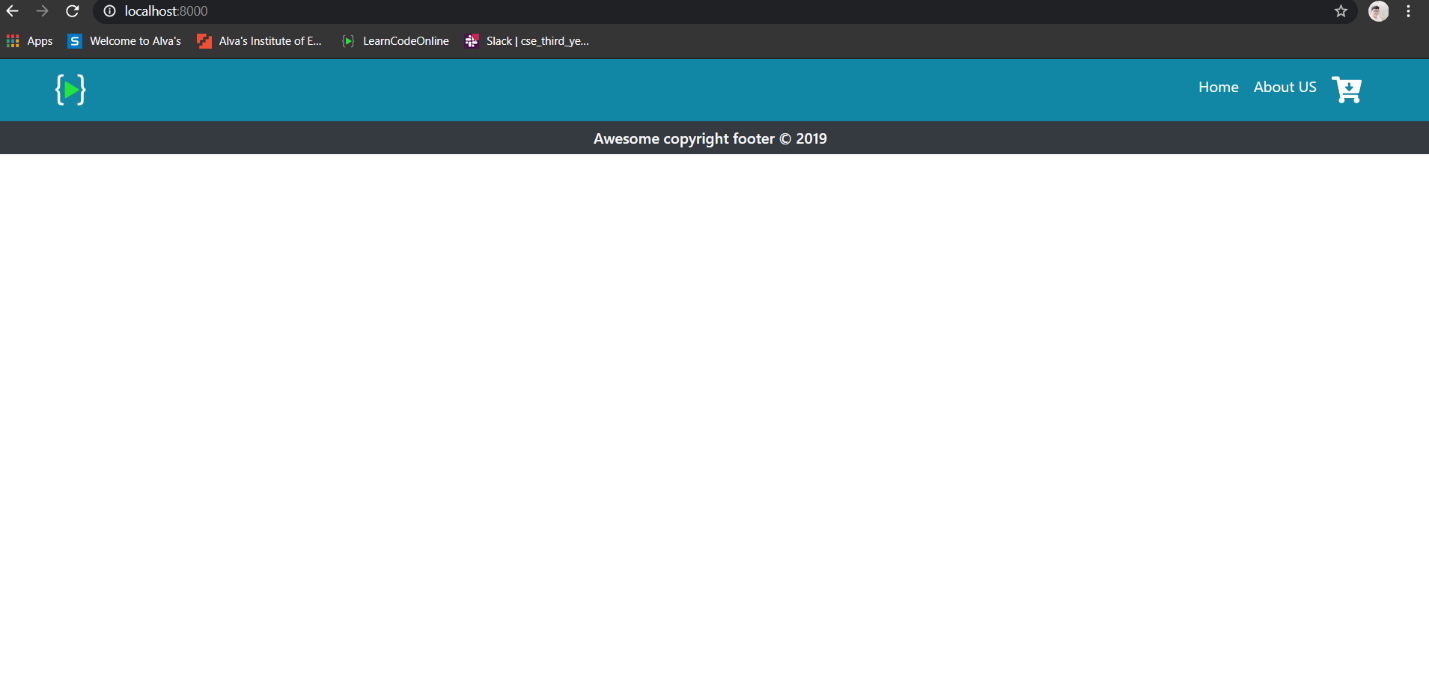 localhost:8000
Apps Welcome to Alva's Alva's Institute of E... LearnCodeOnline Slack | cse_third_ye...
Home About US
Awesome copyright footer © 2019